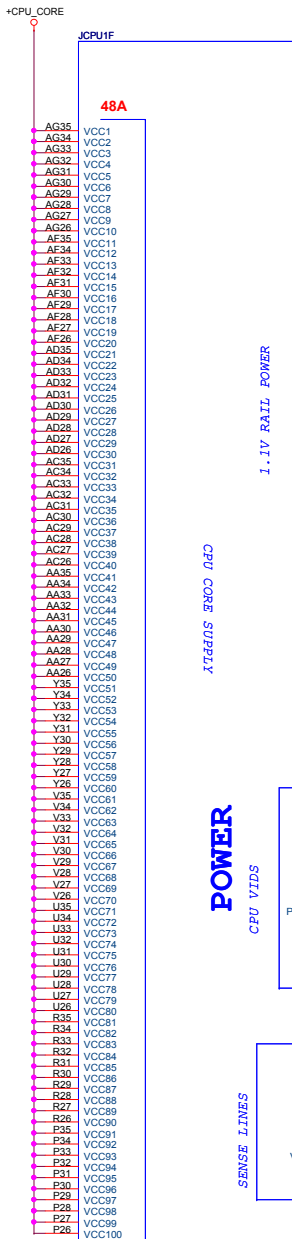 +CPU_CORE
JCPU1F
48A
AG35 VCC1
AG34 VCC2
AG33 VCC3
AG32 VCC4
AG31 VCC5
AG30 VCC6
AG29 VCC7
AG28 VCC8
AG27 VCC9
AG26 VCC10
AF35 VCC11
AF34 VCC12
AF33 VCC13
AF32 VCC14
AF31 VCC15
AF30 VCC16
AF29 VCC17
AF28 VCC18
AF27 VCC19
AF26 VCC20
AD35 VCC21
AD34 VCC22
AD33 VCC23
AD32 VCC24
AD31 VCC25
AD30 VCC26
AD29 VCC27
AD28 VCC28
AD27 VCC29
AD26 VCC30
AC35 VCC31
AC34 VCC32
AC33 VCC33
AC32 VCC34
AC31 VCC35
AC30 VCC36
AC29 VCC37
AC28 VCC38
AC27 VCC39
AC26 VCC40
AA35 VCC41
AA34 VCC42
AA33 VCC43
AA32 VCC44
AA31 VCC45
AA30 VCC46
AA29 VCC47
AA28 VCC48
AA27 VCC49
AA26 VCC50
Y35 VCC51
Y34 VCC52
Y33 VCC53
Y32 VCC54
Y31 VCC55
Y30 VCC56
Y29 VCC57
Y28 VCC58
Y27 VCC59
Y26 VCC60
V35 VCC61
V34 VCC62
V33 VCC63
V32 VCC64
V31 VCC65
V30 VCC66
V29 VCC67
V28 VCC68
V27 VCC69
V26 VCC70
U35 VCC71
U34 VCC72
U33 VCC73
U32 VCC74
U31 VCC75
U30 VCC76
U29 VCC77
U28 VCC78
U27 VCC79
U26 VCC80
R35 VCC81
R34 VCC82
R33 VCC83
R32 VCC84
R31 VCC85
R30 VCC86
R29 VCC87
R28 VCC88
R27 VCC89
R26 VCC90
P35 VCC91
P34 VCC92
P33 VCC93
P32 VCC94
P31 VCC95
P30 VCC96
P29 VCC97
P28 VCC98
P27 VCC99
P26 VCC100
1.1V RAIL POWER
CPU CORE SUPPLY
POWER
CPU VIDS
P
SENSE LINES